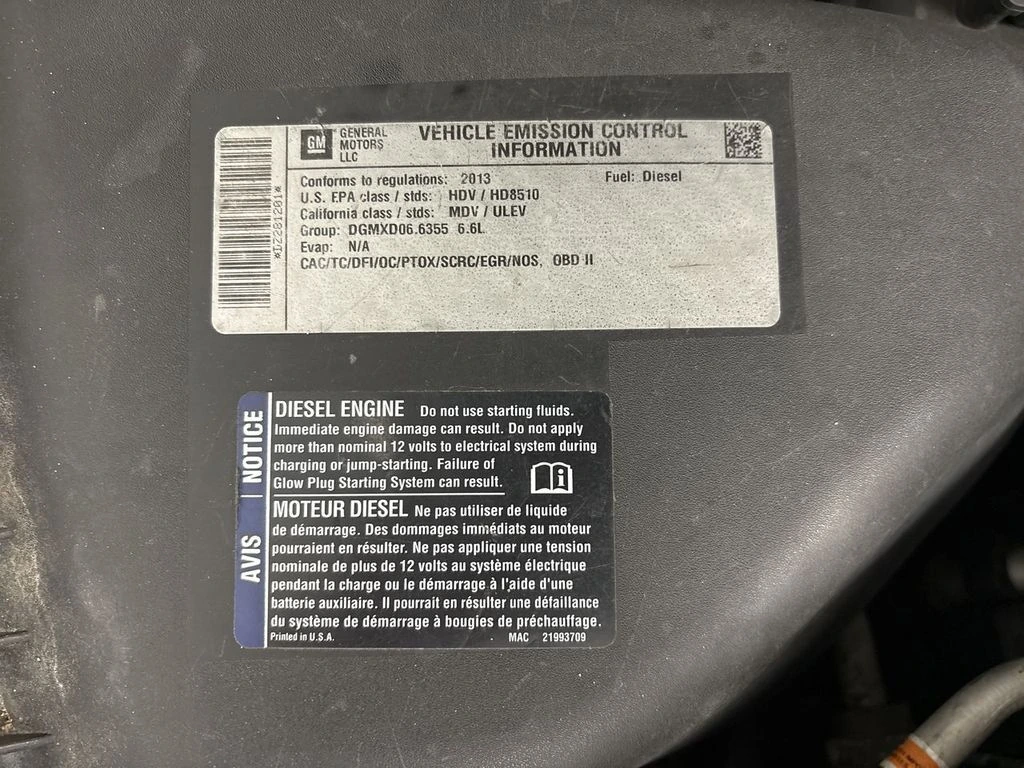 GM
GENERAL
MOTORS
LLC
VEHICLE EMISSION CONTROL
INFORMATION
*12281201*
Conforms to regulations: 2013 Fuel: Diesel
U.S. EPA class / stds: HDV / HD8510
California class / stds: MDV / ULEV
Group: DGMXD06.6355 6.6L
Evap: N/A
CAC/TC/DFI/OC/PTOX/SCRC/EGR/NOS, OBD II
AVIS | NOTICE
DIESEL ENGINE Do not use starting fluids.
Immediate engine damage can result. Do not apply
more than nominal 12 volts to electrical system during
charging or jump-starting. Failure of
Glow Plug Starting System can result.
MOTEUR DIESEL Ne pas utiliser de liquide
de démarrage. Des dommages immédiats au moteur
pourraient en résulter. Ne pas appliquer une tension
nominale de plus de 12 volts au système électrique
pendant la charge ou le démarrage à l'aide d'une
batterie auxiliaire. Il pourrait en résulter une défaillance
du système de démarrage à bougies de préchauffage.
Printed in U.S.A. MAC 21993709